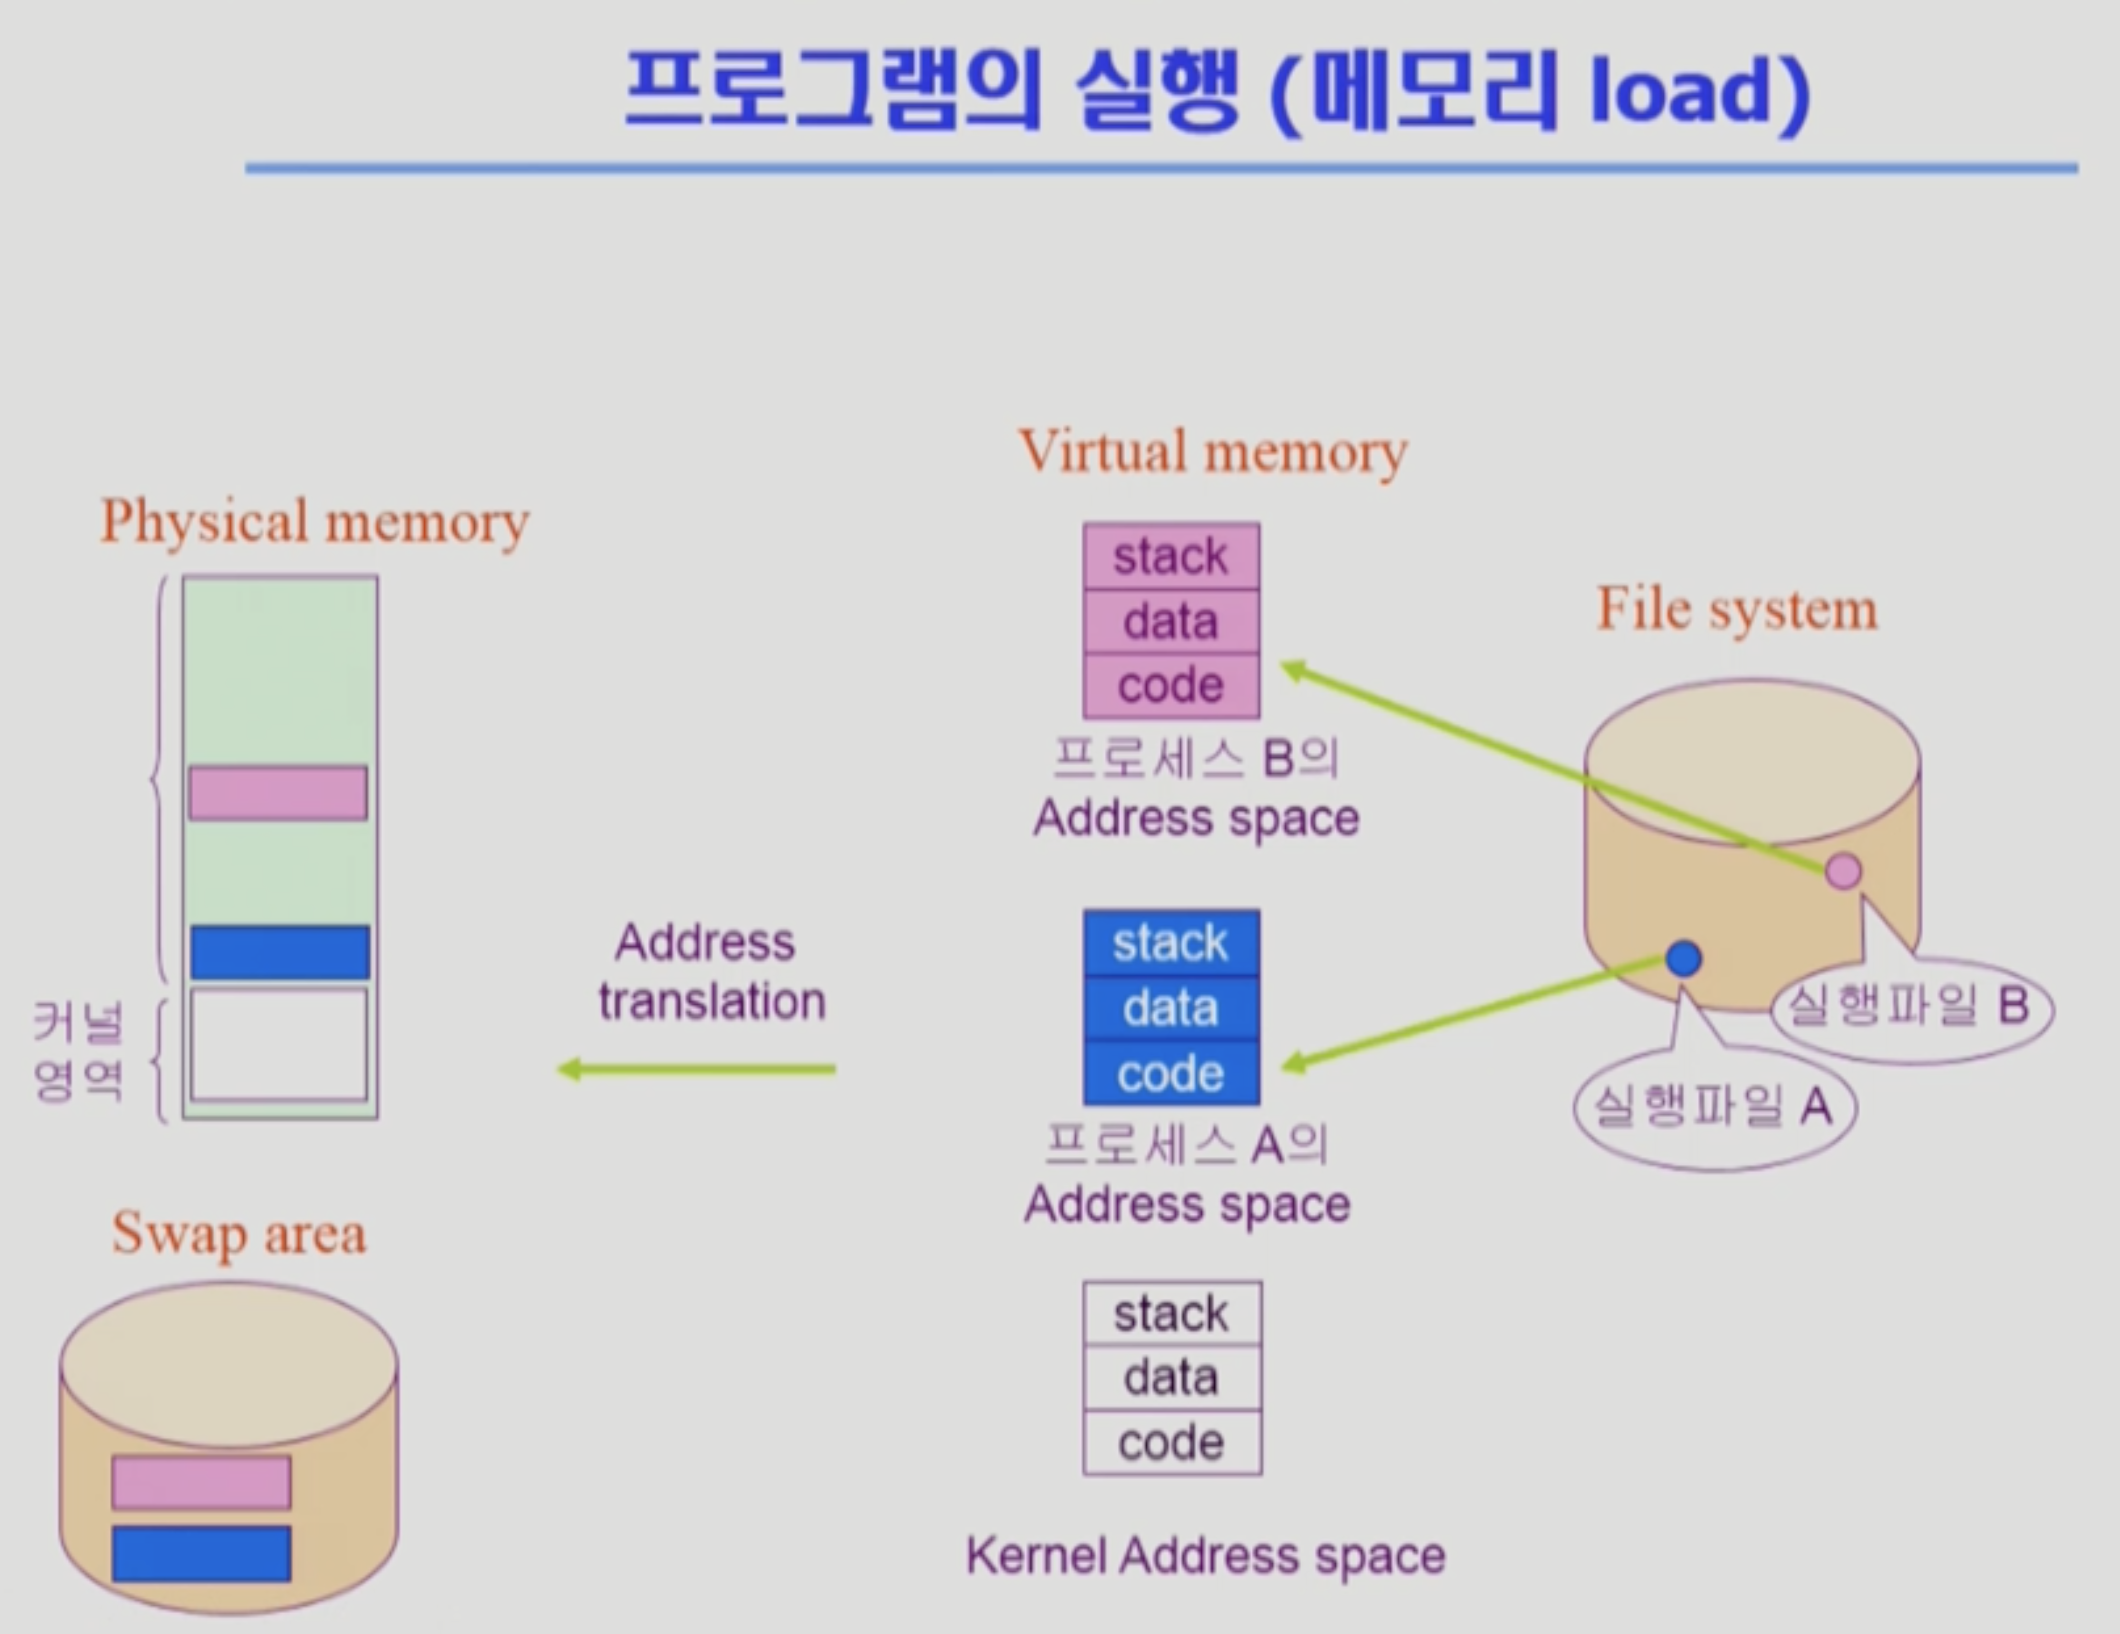 프로그램의 실행 (메모리 load)
Virtual memory
Physical memory
File system
stack
data
code
프로세스 B의
Address space
Address
translation
stack
data
code
프로세스 A의
Address space
실행파일 B
실행파일 A
커널
영역
Swap area
stack
data
code
Kernel Address space